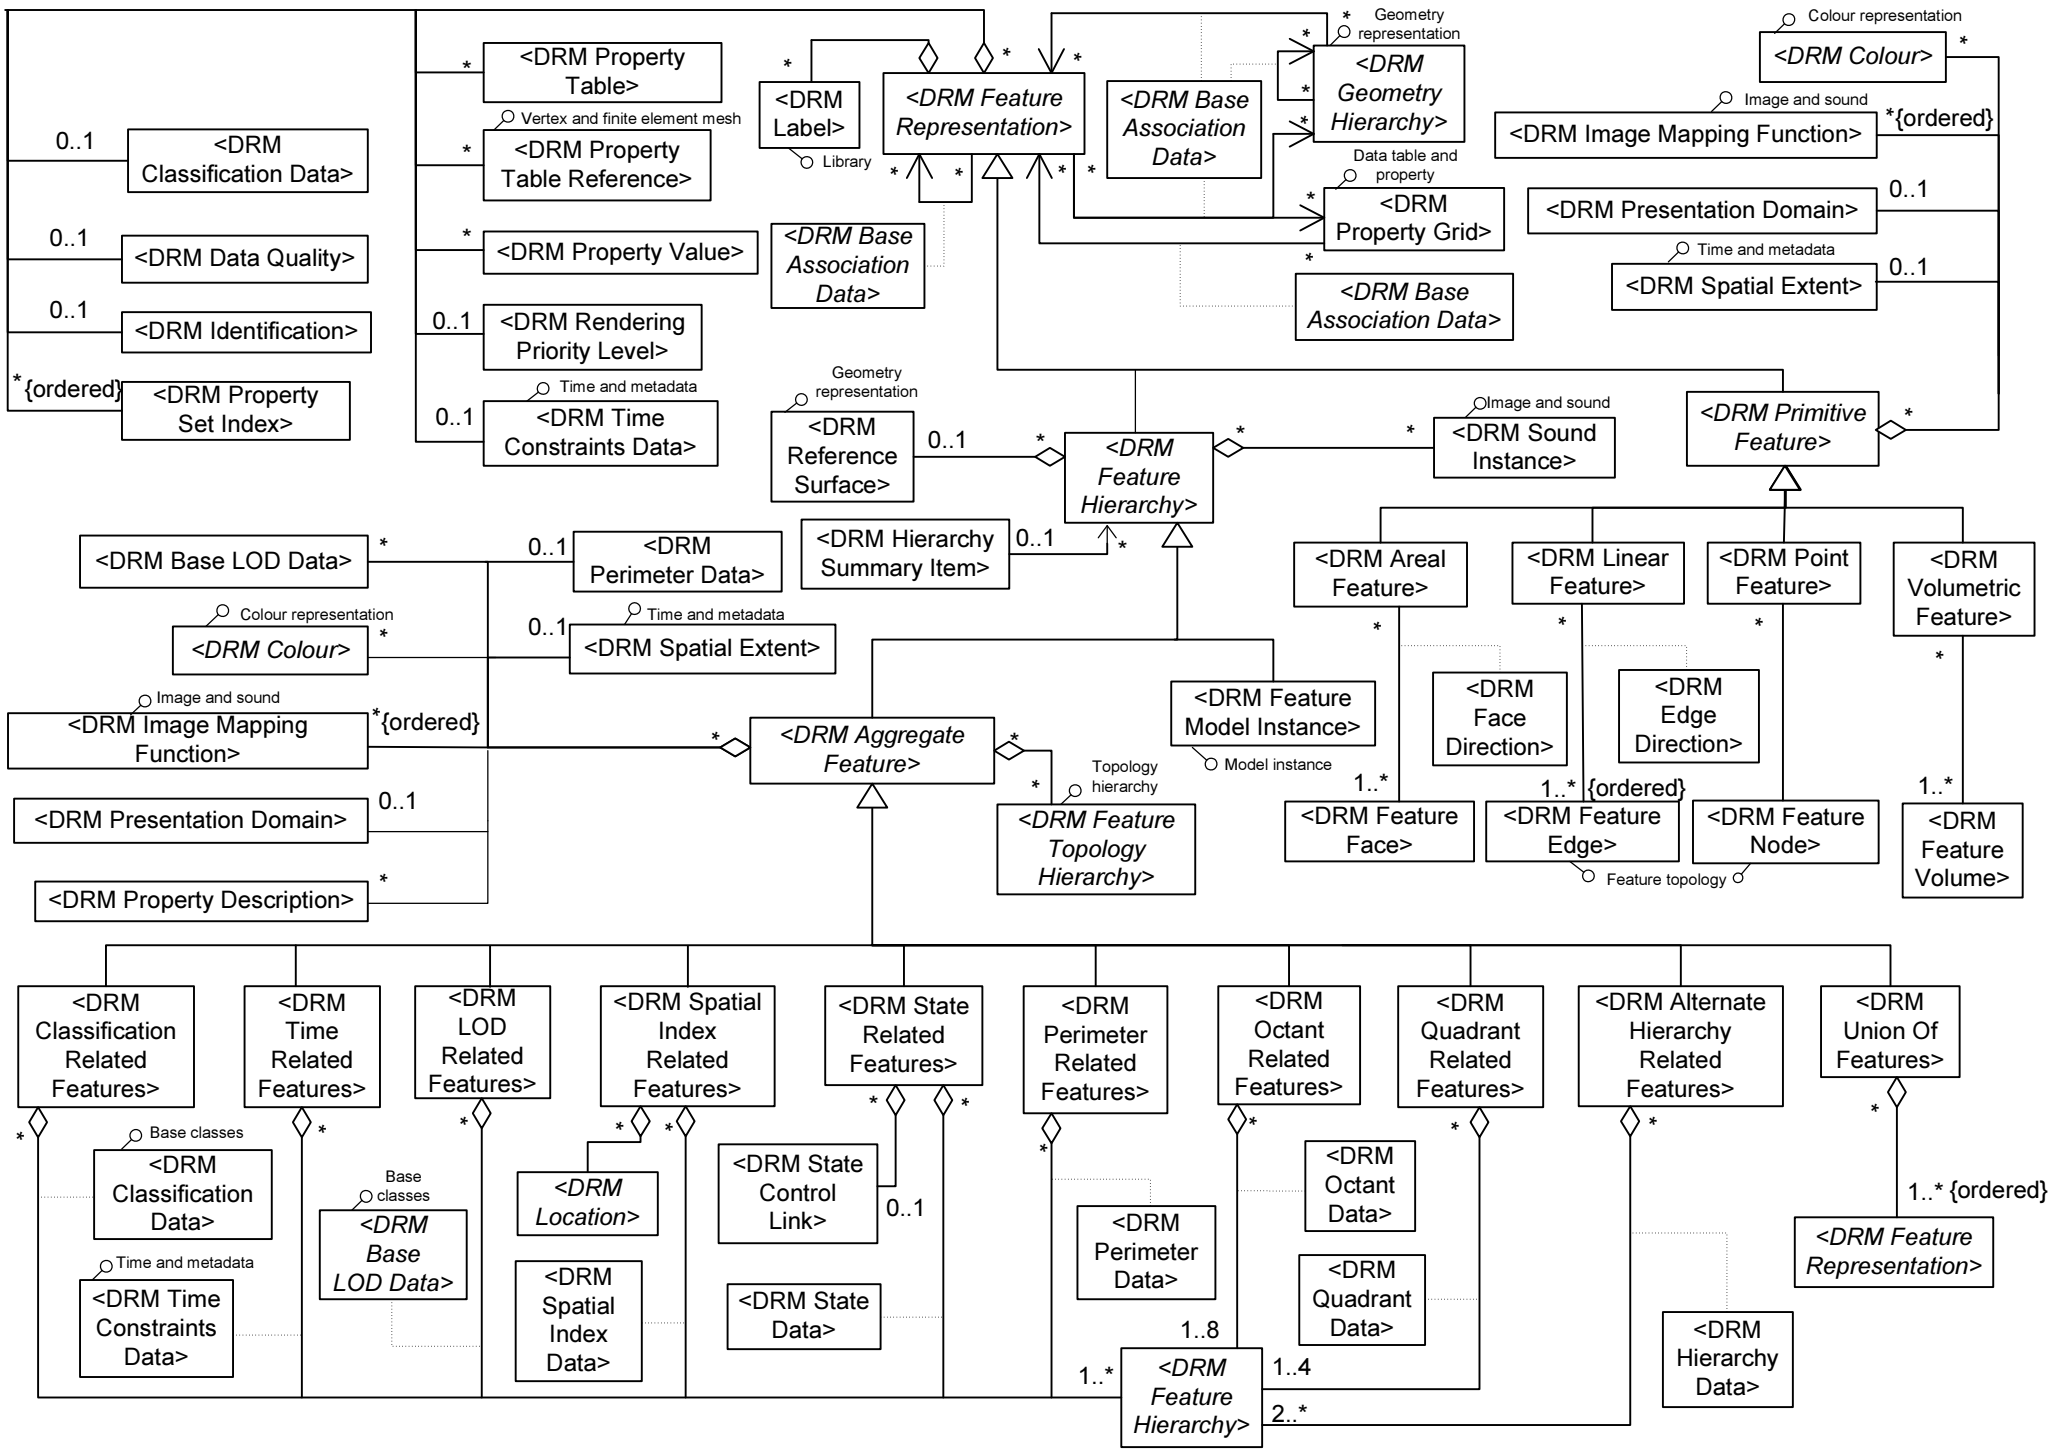 *
<DRM Property
Table>
Vertex and finite element mesh
*
<DRM Property
Table Reference>
*
<DRM Property Value>
0..1
<DRM Rendering
Priority Level>
Time and metadata
0..1
<DRM Time
Constraints Data>
0..1
<DRM
Classification Data>
0..1
<DRM Data Quality>
0..1
<DRM Identification>
*{ordered}
<DRM Property
Set Index>
*
<DRM
Label>
Library
*
*
<DRM Feature
Representation>
*
*
*
*
<DRM Base
Association
Data>
<DRM Base
Association
Data>
*
*
*
*
Geometry
representation
<DRM
Geometry
Hierarchy>
Data table and
property
*
<DRM
Property Grid>
*
<DRM Base
Association Data>
Colour representation
<DRM Colour>
*
Image and sound
<DRM Image Mapping Function>
*{ordered}
<DRM Presentation Domain>
0..1
Time and metadata
<DRM Spatial Extent>
0..1
<DRM Primitive
Feature>
*
Geometry
representation
<DRM
Reference
Surface>
0..1
*
<DRM
Feature
Hierarchy>
*
*
Image and sound
<DRM Sound
Instance>
<DRM Hierarchy
Summary Item>
0..1
*
<DRM Areal
Feature>
<DRM Linear
Feature>
<DRM Point
Feature>
<DRM
Volumetric
Feature>
*
*
*
*
<DRM
Face
Direction>
<DRM
Edge
Direction>
1..*
<DRM Feature
Face>
1..* {ordered}
<DRM Feature
Edge>
<DRM Feature
Node>
Feature topology
1..*
<DRM
Feature
Volume>
<DRM Base LOD Data>
*
0..1
<DRM
Perimeter Data>
Colour representation
<DRM Colour>
*
0..1
Time and metadata
<DRM Spatial Extent>
Image and sound
<DRM Image Mapping
Function>
*{ordered}
<DRM Presentation Domain>
0..1
<DRM Property Description>
*
*
<DRM Aggregate
Feature>
*
*
Topology
hierarchy
<DRM Feature
Topology
Hierarchy>
<DRM Feature
Model Instance>
Model instance
<DRM
Classification
Related
Features>
<DRM
Time
Related
Features>
<DRM
LOD
Related
Features>
<DRM Spatial
Index
Related
Features>
<DRM State
Related
Features>
<DRM
Perimeter
Related
Features>
<DRM
Octant
Related
Features>
<DRM
Quadrant
Related
Features>
<DRM Alternate
Hierarchy
Related
Features>
<DRM
Union Of
Features>
*
*
*
*
*
*
*
*
*
*
*
*
Base classes
<DRM
Classification
Data>
Time and metadata
<DRM Time
Constraints
Data>
Base
classes
<DRM
Base
LOD Data>
<DRM
Location>
<DRM
Spatial
Index
Data>
<DRM State
Control
Link>
0..1
<DRM State
Data>
<DRM
Perimeter
Data>
<DRM
Octant
Data>
<DRM
Quadrant
Data>
<DRM
Hierarchy
Data>
1..* {ordered}
<DRM Feature
Representation>
1..8
1..*
<DRM
Feature
Hierarchy>
1..4
2..*